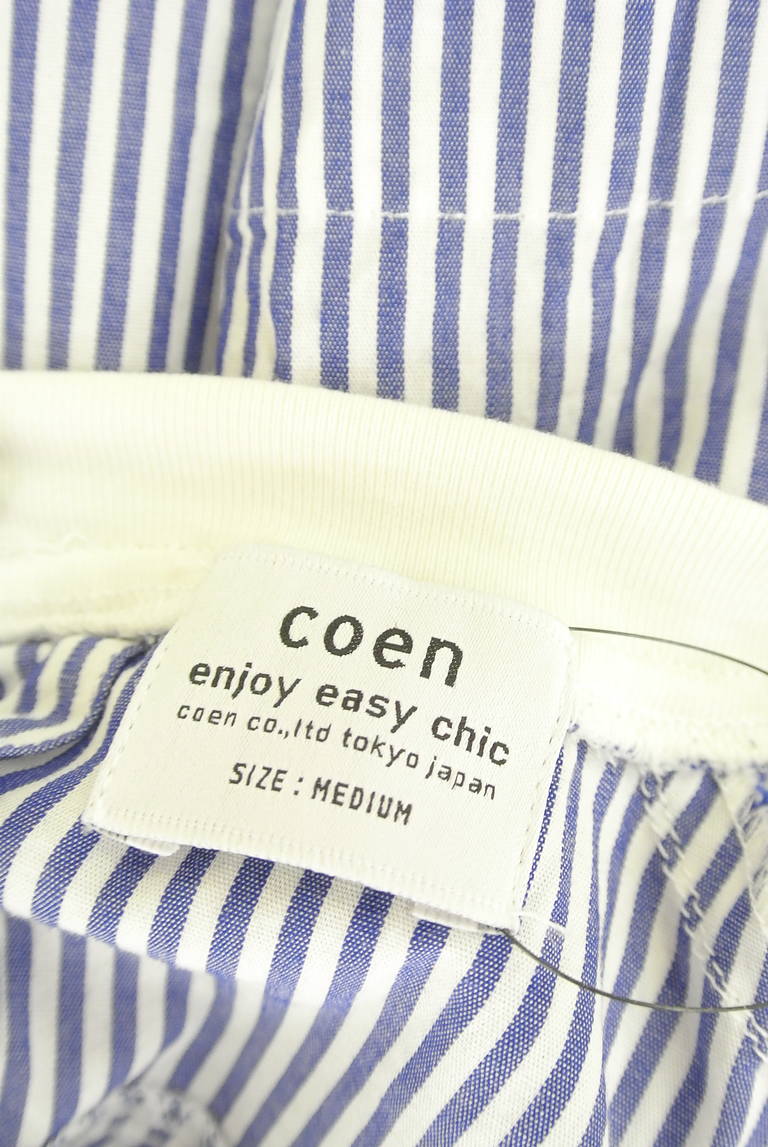 coen
enjoy easy chic
coen co.,ltd tokyo japan
SIZE : MEDIUM